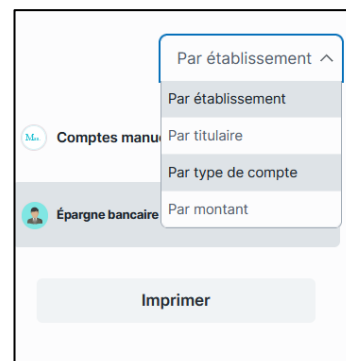 Par établissement
Par établissement
Comptes manu
Par titulaire
Par type de compte
Épargne bancaire
Par montant
Imprimer